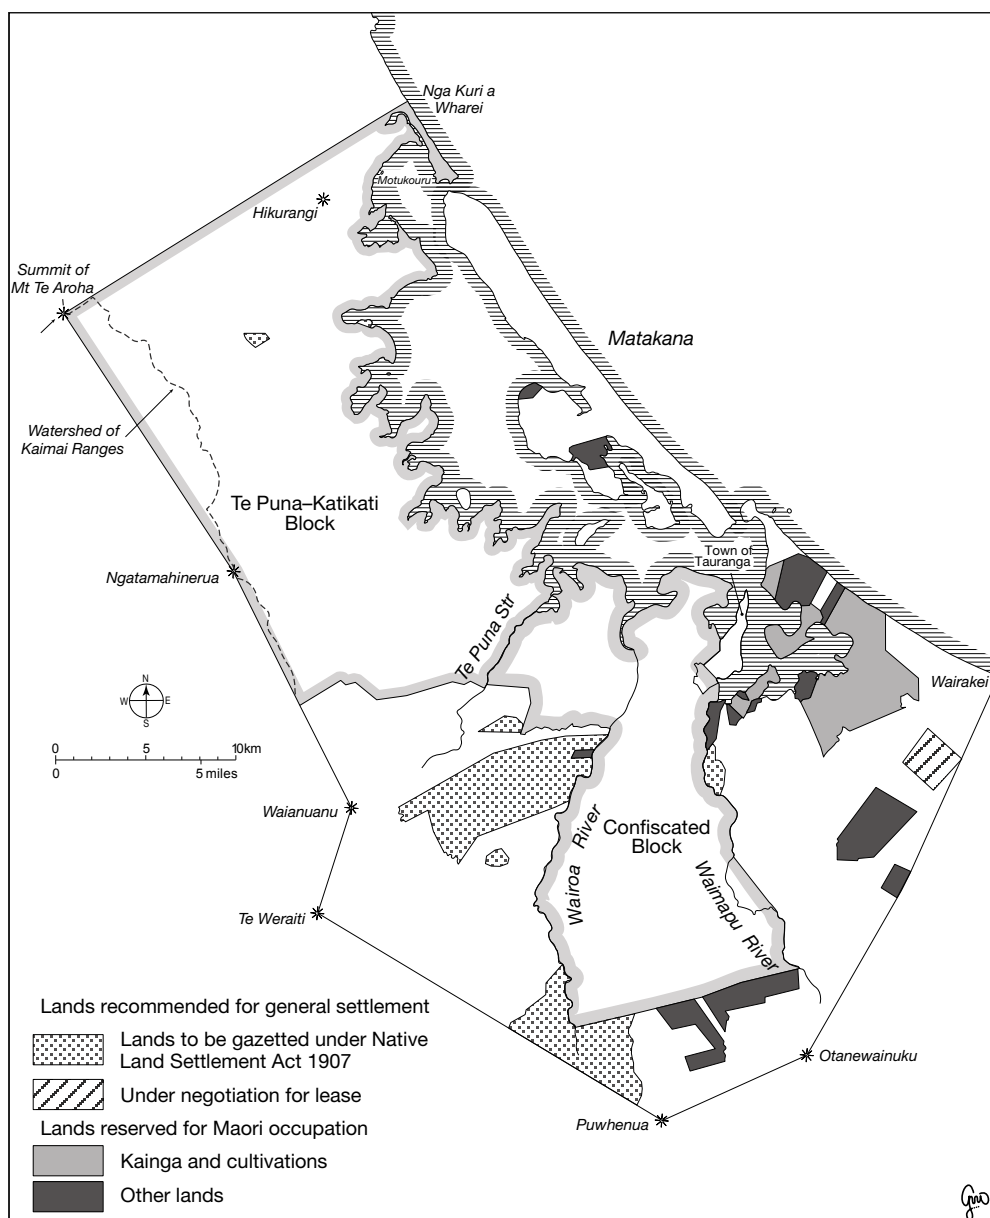 Nga Kuri a
Wharei
Motukouru
Hikurangi
Summit of
Mt Te Aroha
Matakana
Watershed of
Kaimai Ranges
Te Puna–Katikati
Block
Town of
Tauranga
Ngatamahinerua
Te Puna Str
Wairakei
N
W E
S
0 5 10km
0 5 miles
Waianuanu
Confiscated
Block
Wairoa River
Waimapu River
Te Weraiti
Lands recommended for general settlement
Lands to be gazetted under Native
Land Settlement Act 1907
Under negotiation for lease
Otanewainuku
Puwhenua
Lands reserved for Maori occupation
Kainga and cultivations
Other lands